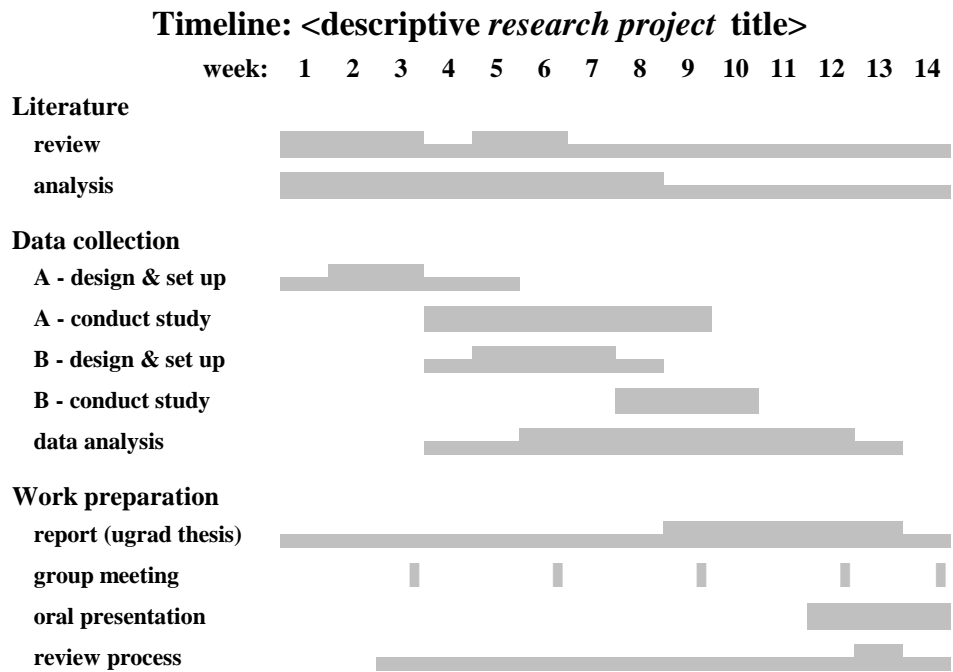 Timeline: <descriptive research project title>
week: 1 2 3 4 5 6 7 8 9 10 11 12 13 14
Literature
review
analysis
Data collection
A - design & set up
A - conduct study
B - design & set up
B - conduct study
data analysis
Work preparation
report (ugrad thesis)
group meeting
oral presentation
review process